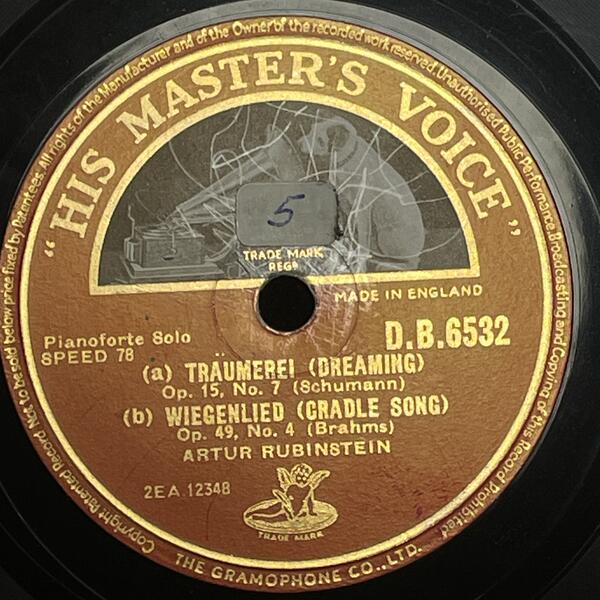 Not to be sold below price fixed by Patentees. All rights of the Manufacturer and of the Owner of the recorded work reserved. Unauthorised Public Performance, Broadcasting and Copying of this Record Prohibited
"HIS MASTER'S VOICE"
5
TRADE MARK
REGD
MADE IN ENGLAND
Pianoforte Solo
D.B.6532
SPEED 78
(a) TRÄUMEREI (DREAMING)
Op. 15, No. 7 (Schumann)
(b) WIEGENLIED (CRADLE SONG)
Op. 49, No. 4 (Brahms)
ARTUR RUBINSTEIN
2EA.12348
TRADE MARK
Copyright Patented Record
THE GRAMOPHONE CO., LTD.